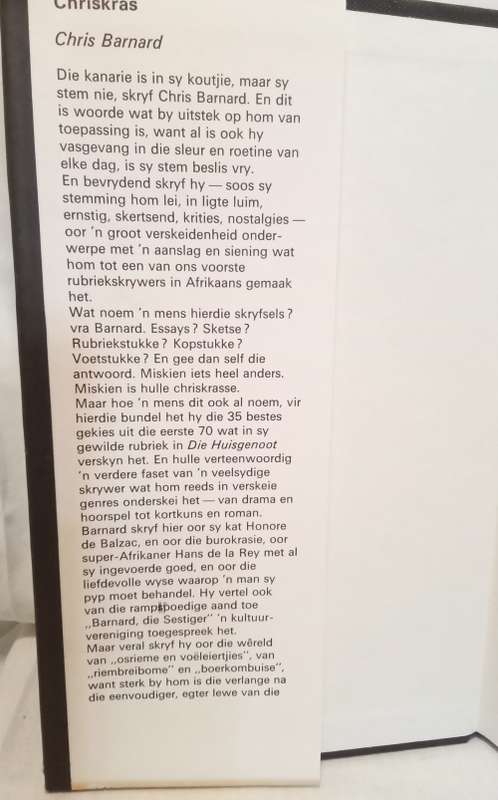 Chriskras
Chris Barnard
Die kanarie is in sy koutjie, maar sy
stem nie, skryf Chris Barnard. En dit
is woorde wat by uitstek op hom van
toepassing is, want al is ook hy
vasgevang in die sleur en roetine van
elke dag, is sy stem beslis vry.
En bevrydend skryf hy — soos sy
stemming hom lei, in ligte luim,
ernstig, skertsend, krities, nostalgies —
oor 'n groot verskeidenheid onder-
werpe met 'n aanslag en siening wat
hom tot een van ons voorste
rubriekskrywers in Afrikaans gemaak
het.
Wat noem 'n mens hierdie skryfsels?
vra Barnard. Essays? Sketse?
Rubriekstukke? Kopstukke?
Voetstukke? En gee dan self die
antwoord. Miskien iets heel anders.
Miskien is hulle chriskrasse.
Maar hoe 'n mens dit ook al noem, vir
hierdie bundel het hy die 35 bestes
gekies uit die eerste 70 wat in sy
gewilde rubriek in Die Huisgenoot
verskyn het. En hulle verteenwoordig
'n verdere faset van 'n veelsydige
skrywer wat hom reeds in verskeie
genres onderskei het — van drama en
hoorspel tot kortkuns en roman.
Barnard skryf hier oor sy kat Honore
de Balzac, en oor die burokrasie, oor
super-Afrikaner Hans de la Rey met al
sy ingevoerde goed, en oor die
liefdevolle wyse waarop 'n man sy
pyp moet behandel. Hy vertel ook
van die rampspoedige aand toe
„Barnard, die Sestiger" 'n kultuur-
vereniging toegespreek het.
Maar veral skryf hy oor die wêreld
van „osrieme en voëleiertjies", van
„riembreibome" en „boerkombuise",
want sterk by hom is die verlange na
die eenvoudiger, egter lewe van die